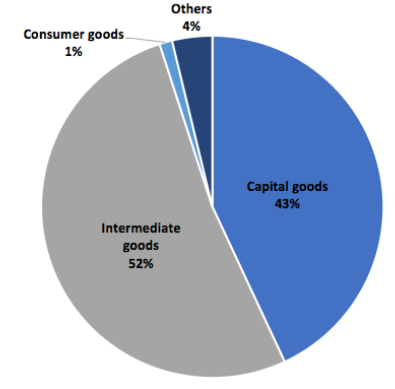 Others
4%
Consumer goods
1%
Capital goods
43%
Intermediate
goods
52%